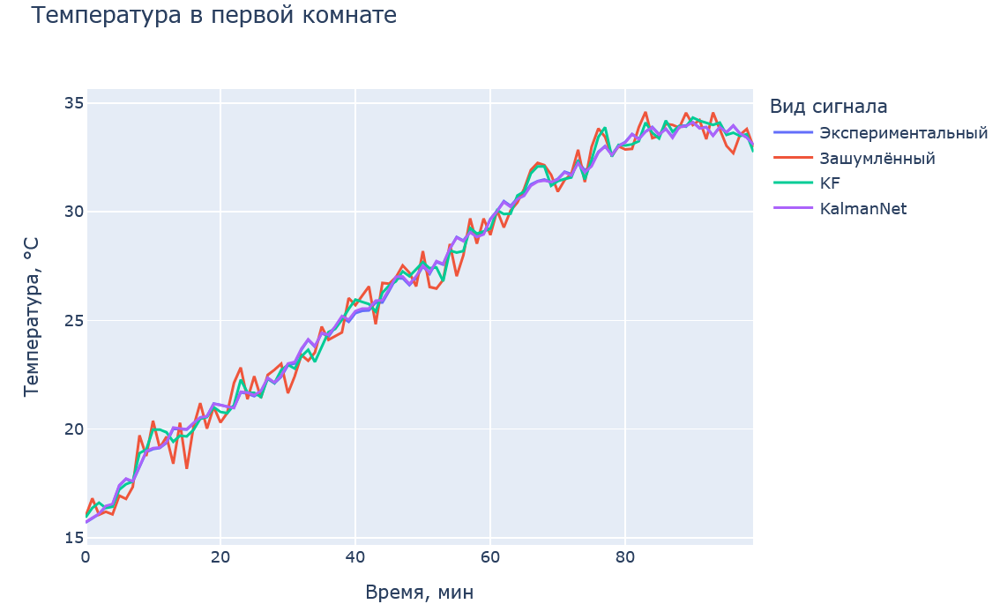 Температура в первой комнате
Температура, °C
35
30
25
20
15
0
20
40
60
80
Время, мин
Вид сигнала
Экспериментальный
Зашумлённый
KF
KalmanNet